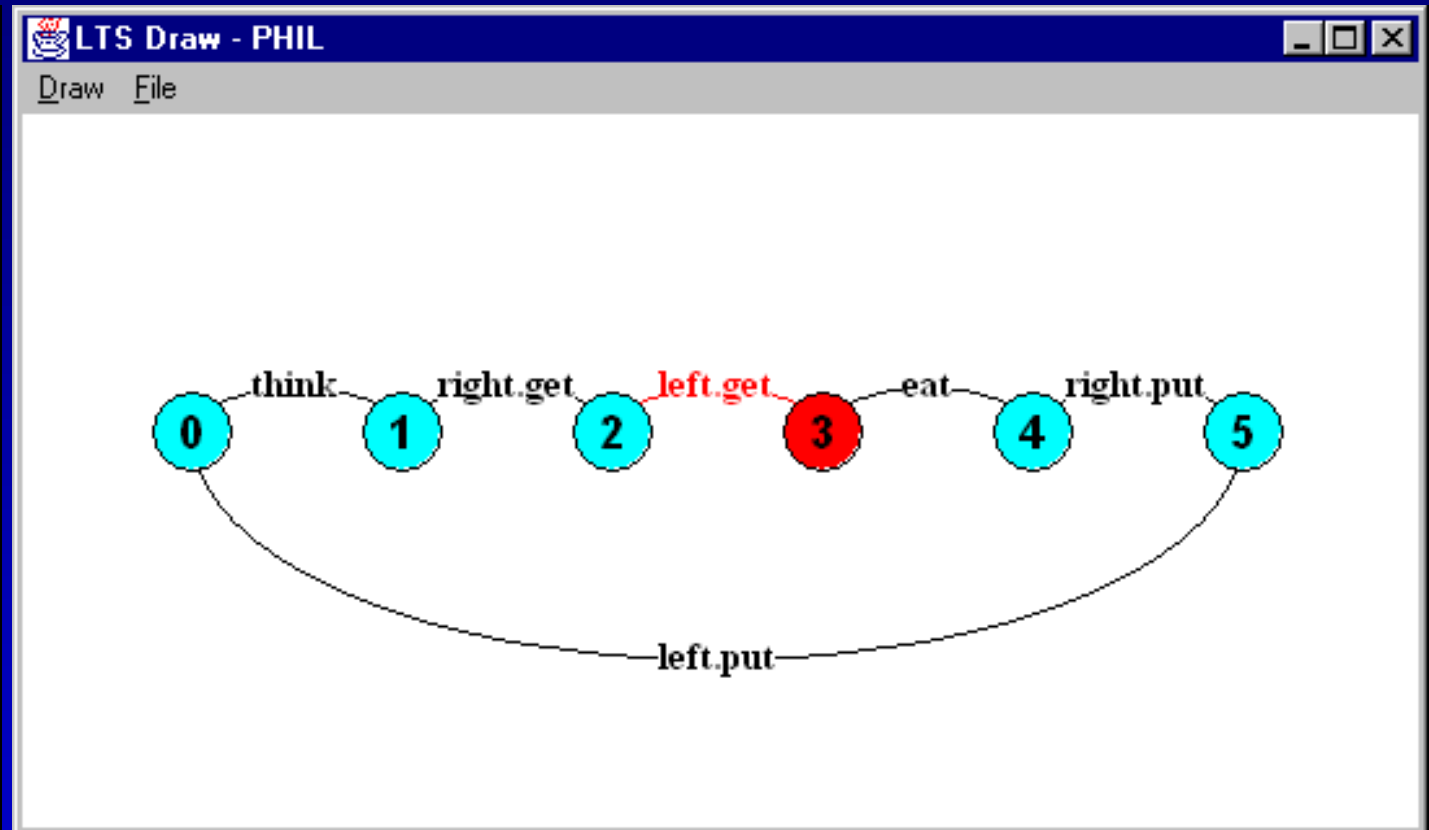 LTS Draw - PHIL
Draw File
think right.get left.get eat right.put
0 1 2 3 4 5
left.put